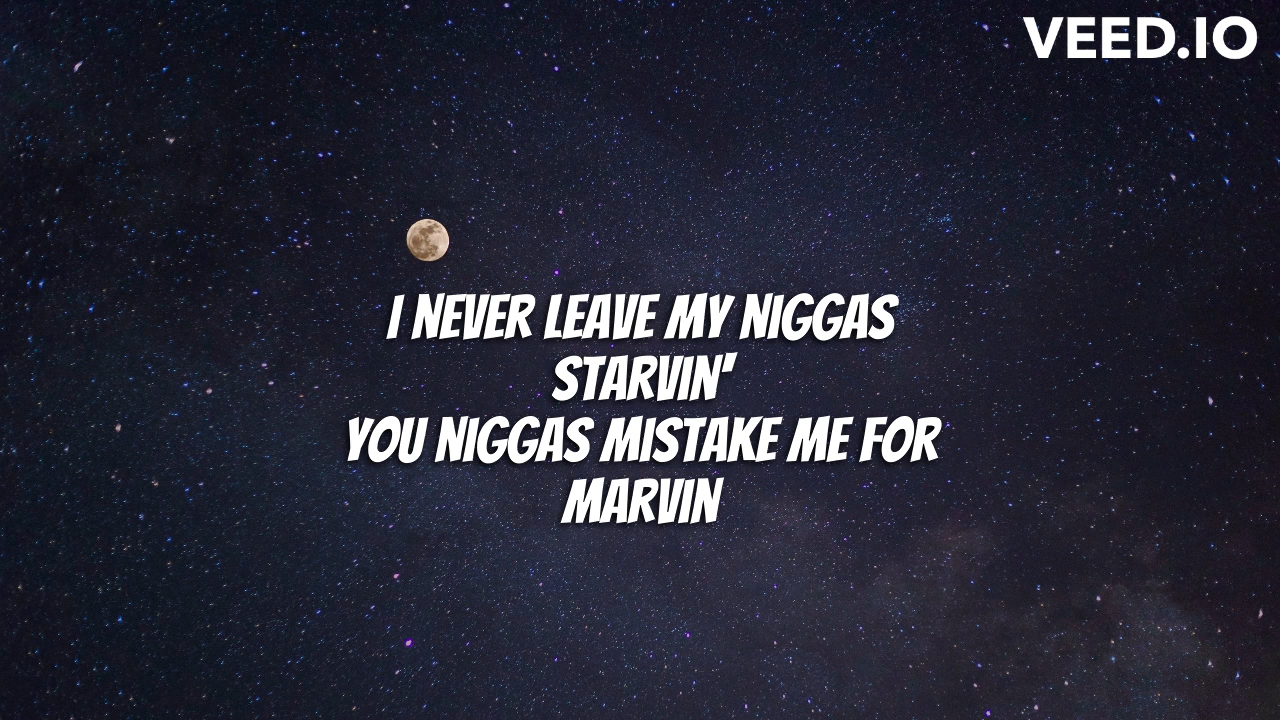 VEED.IO
I NEVER LEAVE MY NIGGAS
STARVIN'
YOU NIGGAS MISTAKE ME FOR
MARVIN